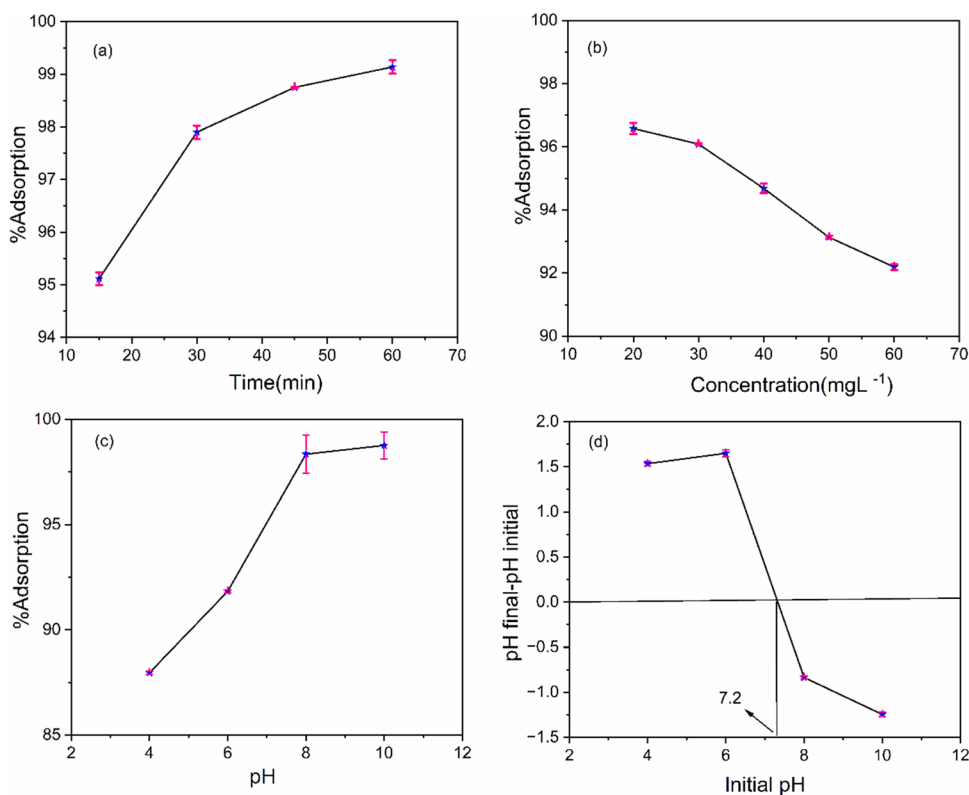 (a)
%Adsorption
100
99
98
97
96
95
94
10 20 30 40 50 60 70
Time(min)
(b)
%Adsorption
100
98
96
94
92
90
10 20 30 40 50 60 70
Concentration(mgL -1)
(c)
%Adsorption
100
95
90
85
2 4 6 8 10 12
pH
(d)
pH final-pH initial
2.0
1.5
1.0
0.5
0.0
−0.5
−1.0
−1.5
7.2
2 4 6 8 10 12
Initial pH